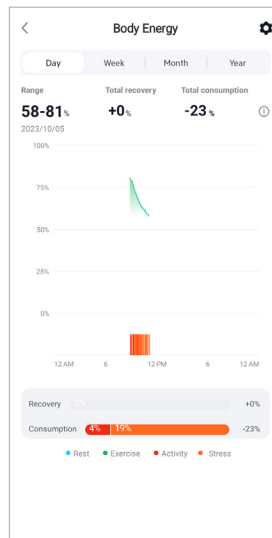 Body Energy
Day Week Month Year
Range Total recovery Total consumption
58-81% +0% -23%
2023/10/05
100%
75%
50%
25%
0%
12 AM 6 12 PM 6 12 AM
Recovery 0% +0%
Consumption 4% 19% -23%
Rest Exercise Activity Stress